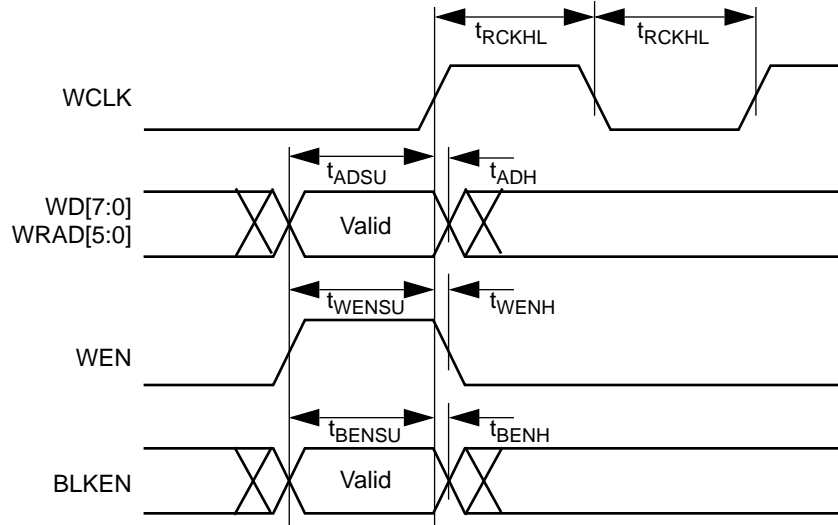 tRCKHL tRCKHL
WCLK
tADSU tADH
WD[7:0]
WRAD[5:0]
Valid
tWENSU tWENH
WEN
tBENSU tBENH
BLKEN
Valid